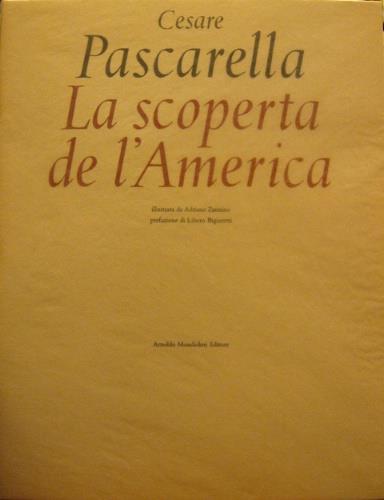 Cesare
Pascarella
La scoperta
de l'America
illustrata da Adriano Zannino
prefazione di Libero Bigiaretti
Arnoldo Mondadori Editore